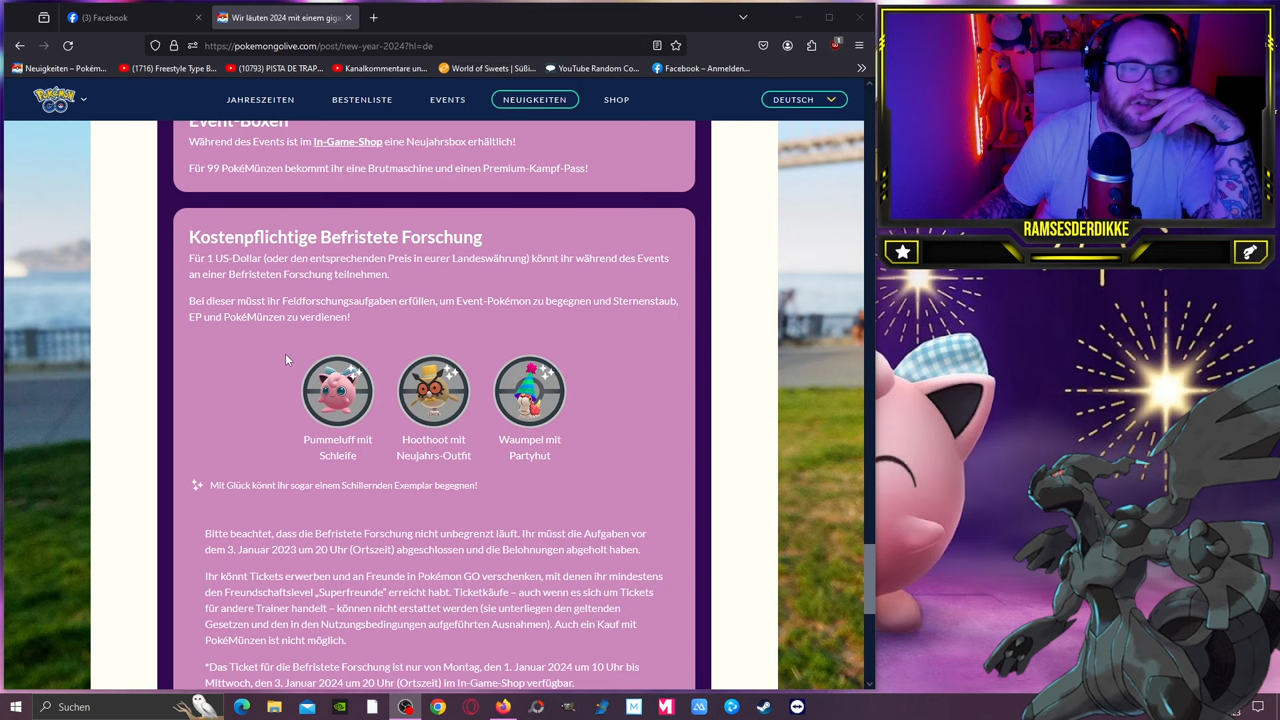 (3) Facebook
Wir läuten 2024 mit einem giga
https://pokemongolive.com/post/new-year-2024?hl=de
Neuigkeiten – Pokém...
(1716) Freestyle Type B...
(10793) PISTA DE TRAP...
Kanalkommentare un...
World of Sweets | Süßi...
YouTube Random Co...
Facebook – Anmelden...
JAHRESZEITEN
BESTENLISTE
EVENTS
NEUIGKEITEN
SHOP
DEUTSCH
Event-Boxen
Während des Events ist im In-Game-Shop eine Neujahrsbox erhältlich!
Für 99 PokéMünzen bekommt ihr eine Brutmaschine und einen Premium-Kampf-Pass!
Kostenpflichtige Befristete Forschung
Für 1 US-Dollar (oder den entsprechenden Preis in eurer Landeswährung) könnt ihr während des Events
an einer Befristeten Forschung teilnehmen.
Bei dieser müsst ihr Feldforschungsaufgaben erfüllen, um Event-Pokémon zu begegnen und Sternenstaub,
EP und PokéMünzen zu verdienen!
Pummeluff mit
Schleife
Hoothoot mit
Neujahrs-Outfit
Waumpel mit
Partyhut
Mit Glück könnt ihr sogar einem Schillernden Exemplar begegnen!
Bitte beachtet, dass die Befristete Forschung nicht unbegrenzt läuft. Ihr müsst die Aufgaben vor
dem 3. Januar 2023 um 20 Uhr (Ortszeit) abgeschlossen und die Belohnungen abgeholt haben.
Ihr könnt Tickets erwerben und an Freunde in Pokémon GO verschenken, mit denen ihr mindestens
den Freundschaftslevel „Superfreunde“ erreicht habt. Ticketkäufe – auch wenn es sich um Tickets
für andere Trainer handelt – können nicht erstattet werden (sie unterliegen den geltenden
Gesetzen und den in den Nutzungsbedingungen aufgeführten Ausnahmen). Auch ein Kauf mit
PokéMünzen ist nicht möglich.
*Das Ticket für die Befristete Forschung ist nur von Montag, den 1. Januar 2024 um 10 Uhr bis
Mittwoch, den 3. Januar 2024 um 20 Uhr (Ortszeit) im In-Game-Shop verfügbar.
RAMSESDERDIKKE
Suchen